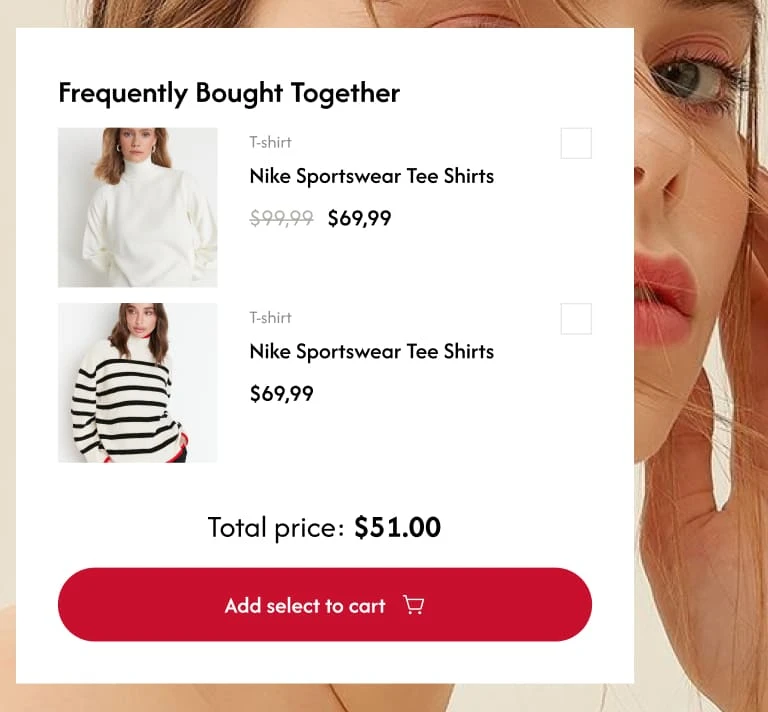 Frequently Bought Together
T-shirt
Nike Sportswear Tee Shirts
$99,99 $69,99
T-shirt
Nike Sportswear Tee Shirts
$69,99
Total price: $51.00
Add select to cart